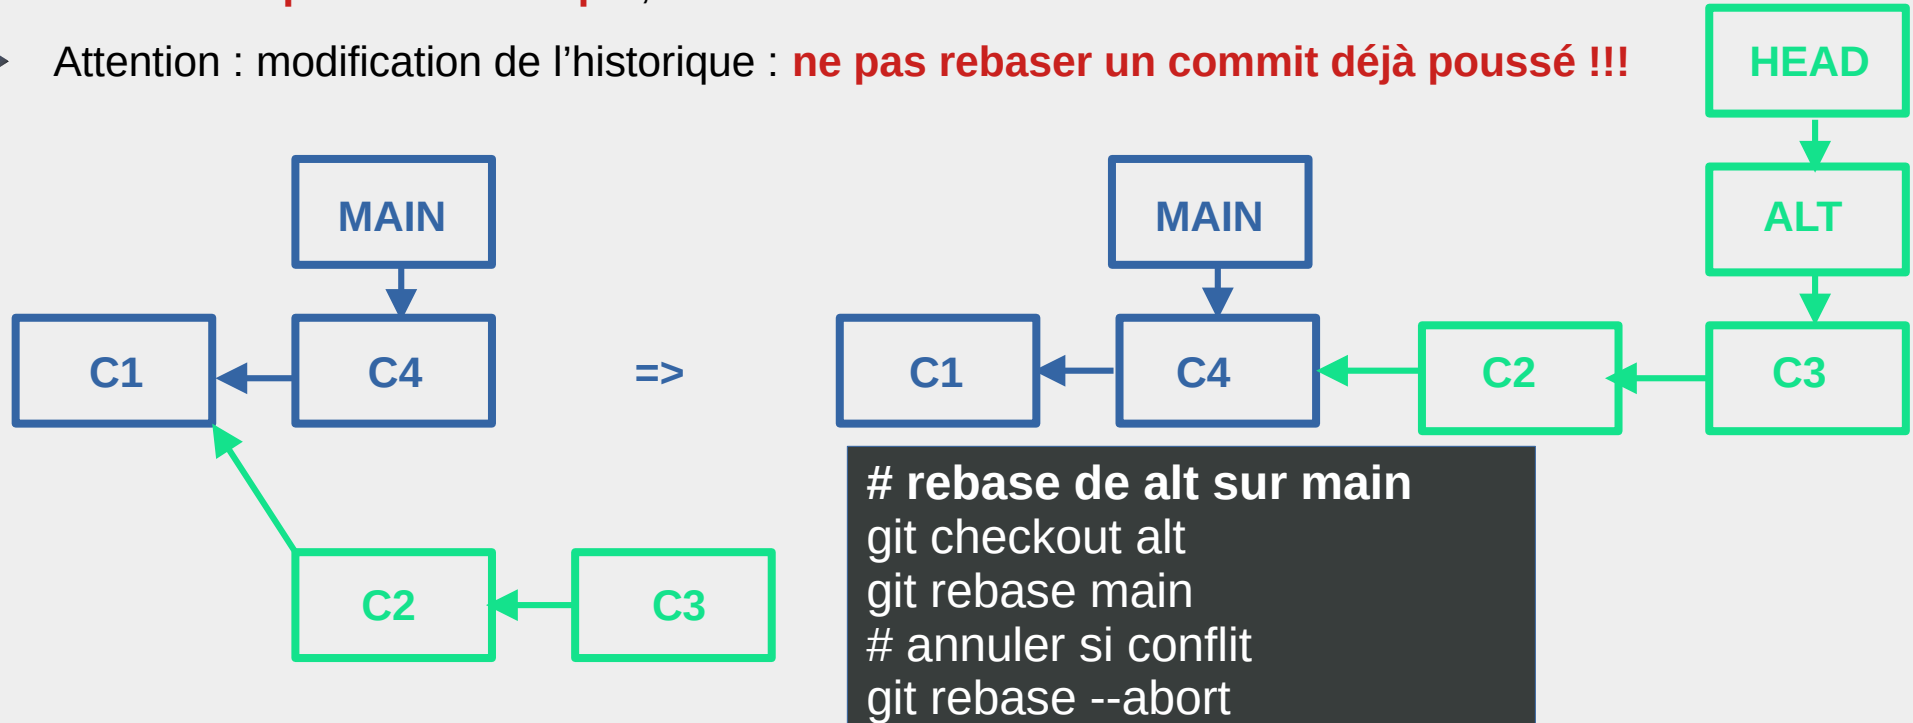 Attention : modification de l’historique : ne pas rebaser un commit déjà poussé !!!
HEAD
MAIN
MAIN
ALT
C1
C4
=>
C1
C4
C2
C3
C2
C3
# rebase de alt sur main
git checkout alt
git rebase main
# annuler si conflit
git rebase --abort